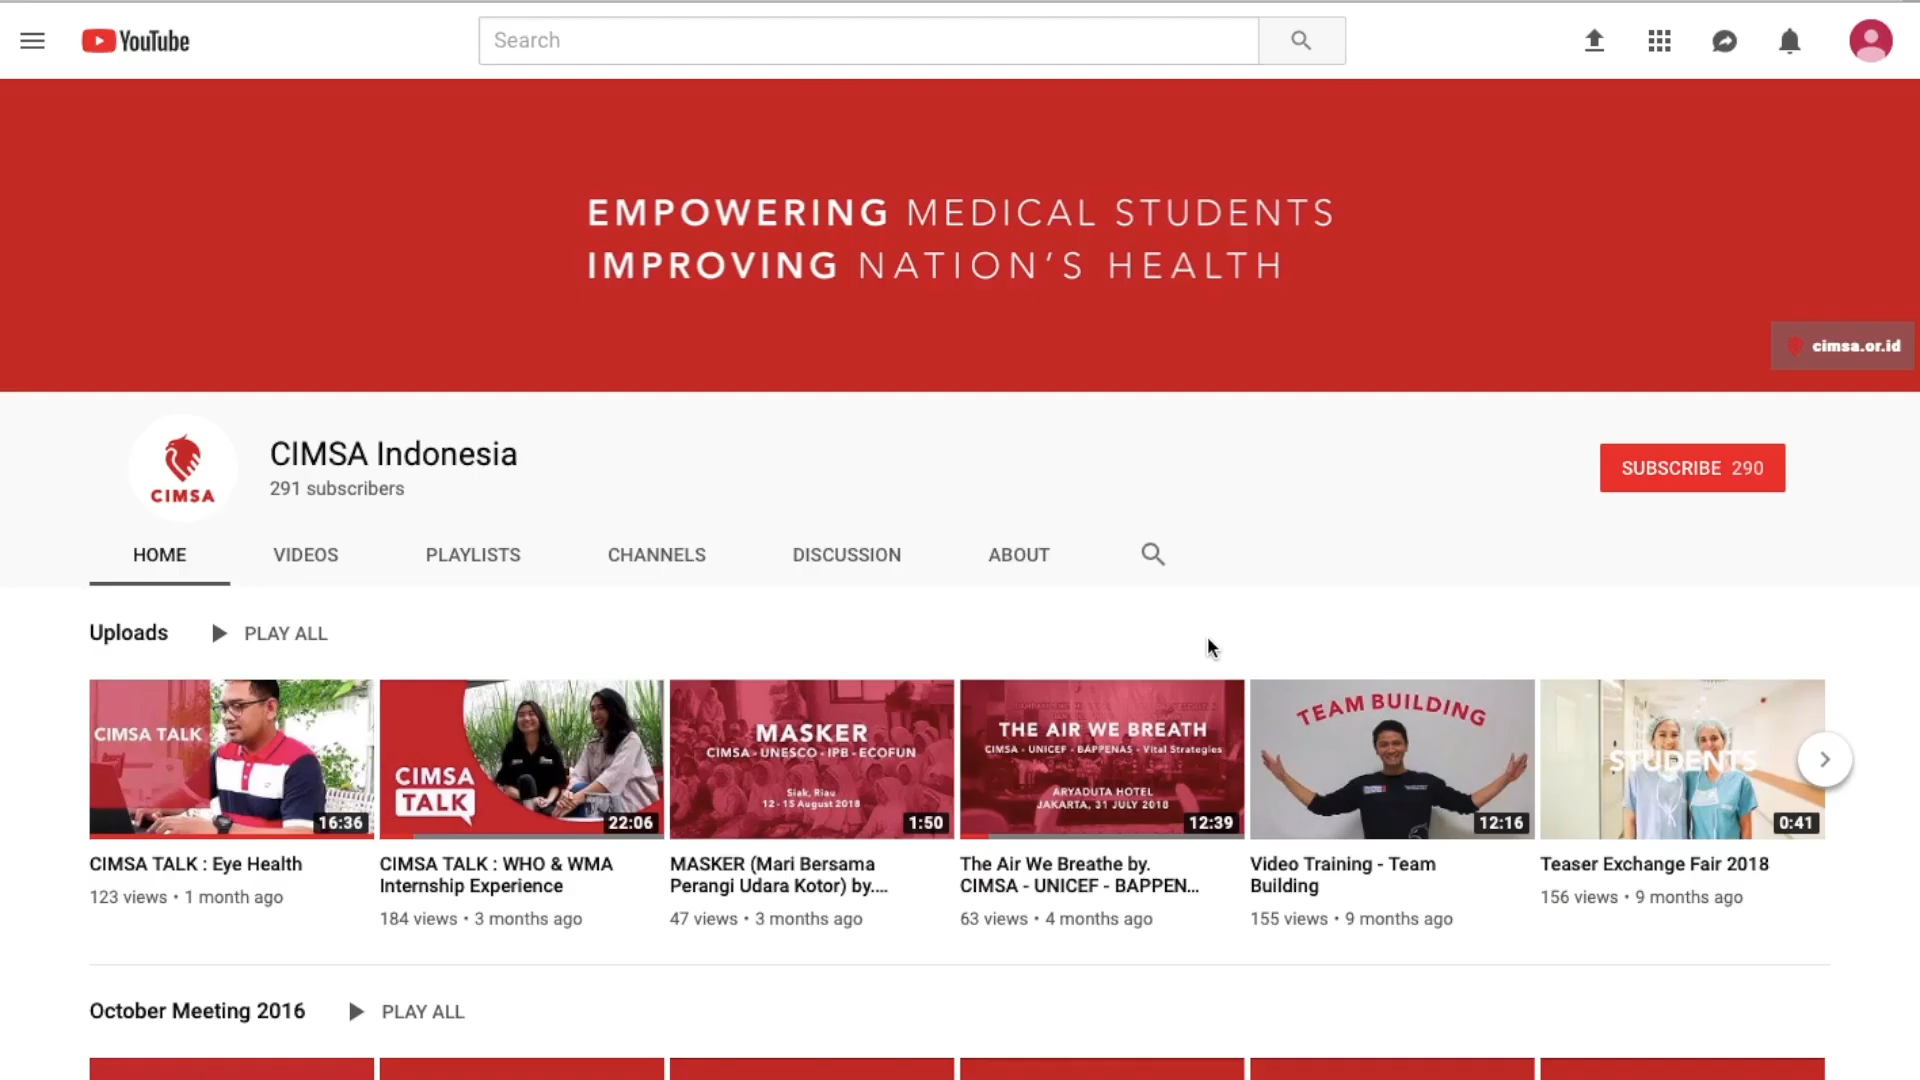 YouTube
Search
EMPOWERING MEDICAL STUDENTS
IMPROVING NATION'S HEALTH
cimsa.or.id
CIMSA
CIMSA Indonesia
291 subscribers
SUBSCRIBE 290
HOME
VIDEOS
PLAYLISTS
CHANNELS
DISCUSSION
ABOUT
Uploads
PLAY ALL
CIMSA TALK
16:36
CIMSA
TALK
22:06
MASKER
CIMSA - UNESCO - IPB - ECOFUN
Siak, Riau
12 - 15 August 2018
1:50
THE AIR WE BREATH
CIMSA - UNICEF - BAPPENAS - Vital Strategies
ARYADUTA HOTEL
JAKARTA, 31 JULY 2018
12:39
TEAM BUILDING
12:16
STUDENTS
0:41
CIMSA TALK : Eye Health
123 views • 1 month ago
CIMSA TALK : WHO & WMA
Internship Experience
184 views • 3 months ago
MASKER (Mari Bersama
Perangi Udara Kotor) by....
47 views • 3 months ago
The Air We Breathe by.
CIMSA - UNICEF - BAPPEN...
63 views • 4 months ago
Video Training - Team
Building
155 views • 9 months ago
Teaser Exchange Fair 2018
156 views • 9 months ago
October Meeting 2016
PLAY ALL